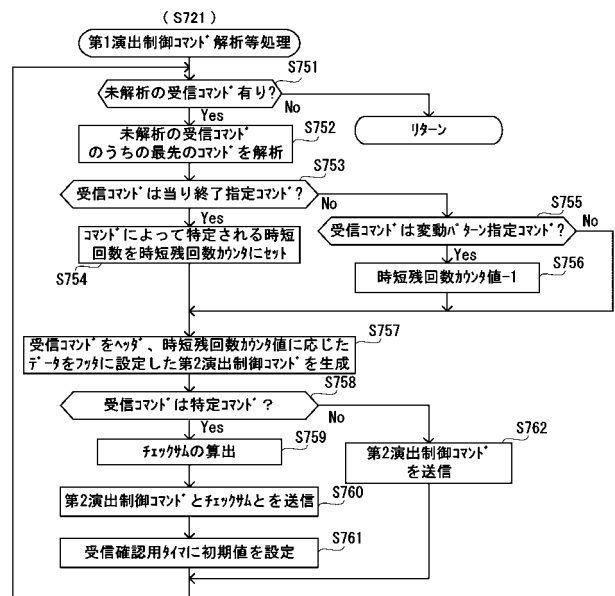 (S721)
第1演出制御コマンド解析等処理
S751
未解析の受信コマンド有り?
No
Yes
リターン
S752
未解析の受信コマンド
のうちの最先のコマンドを解析
S753
受信コマンドは当り終了指定コマンド?
No
Yes
S755
コマンドによって特定される時短
回数を時短残回数カウンタにセット
S754
受信コマンドは変動パターン指定コマンド?
No
Yes
S756
時短残回数カウンタ値-1
S757
受信コマンドをヘッダ、時短残回数カウンタ値に応じた
データをフッタに設定した第2演出制御コマンドを生成
S758
受信コマンドは特定コマンド?
No
Yes
S759
チェックサムの算出
S762
第2演出制御コマンド
を送信
S760
第2演出制御コマンドとチェックサムとを送信
S761
受信確認用タイマに初期値を設定